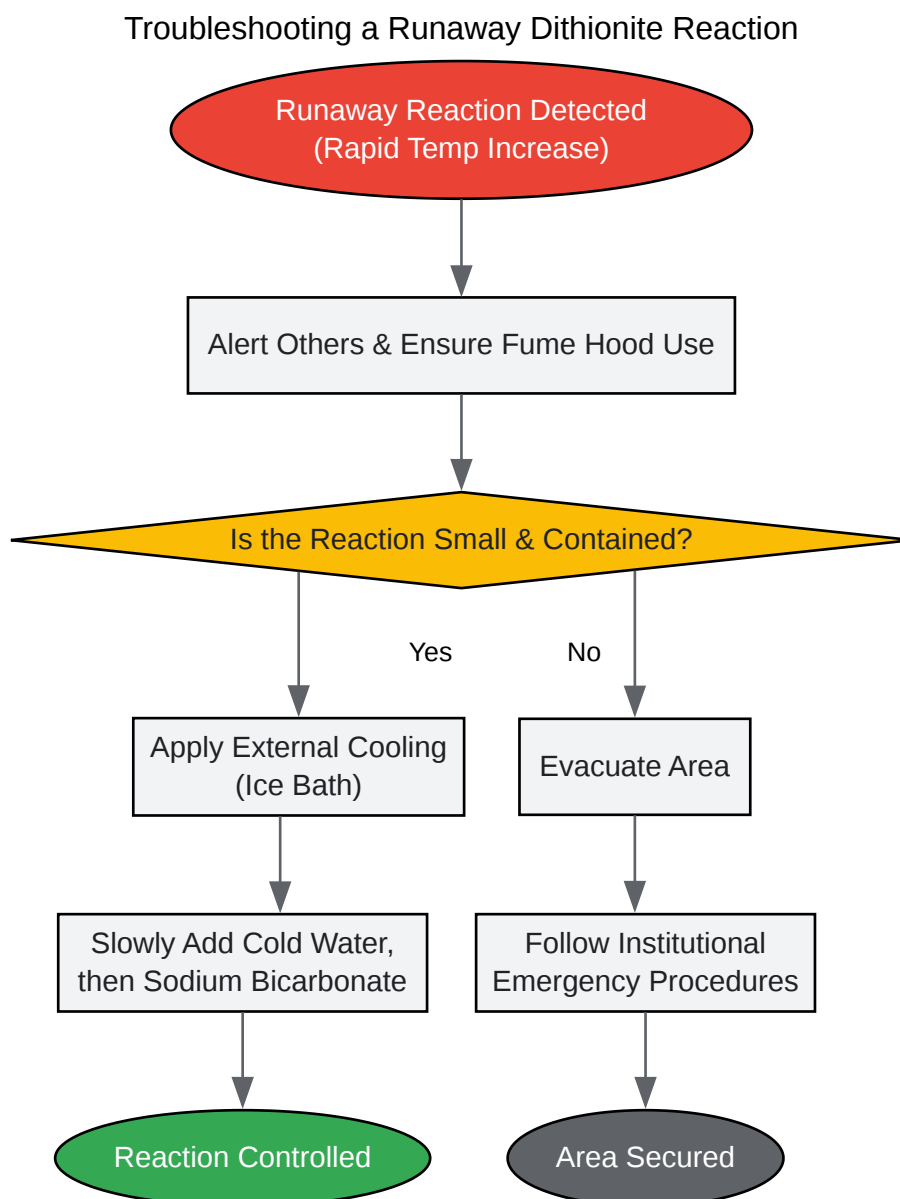 Troubleshooting a Runaway Dithionite Reaction
Runaway Reaction Detected
(Rapid Temp Increase)
Alert Others & Ensure Fume Hood Use
Is the Reaction Small & Contained?
Yes
No
Apply External Cooling
(Ice Bath)
Evacuate Area
Slowly Add Cold Water,
then Sodium Bicarbonate
Follow Institutional
Emergency Procedures
Reaction Controlled
Area Secured